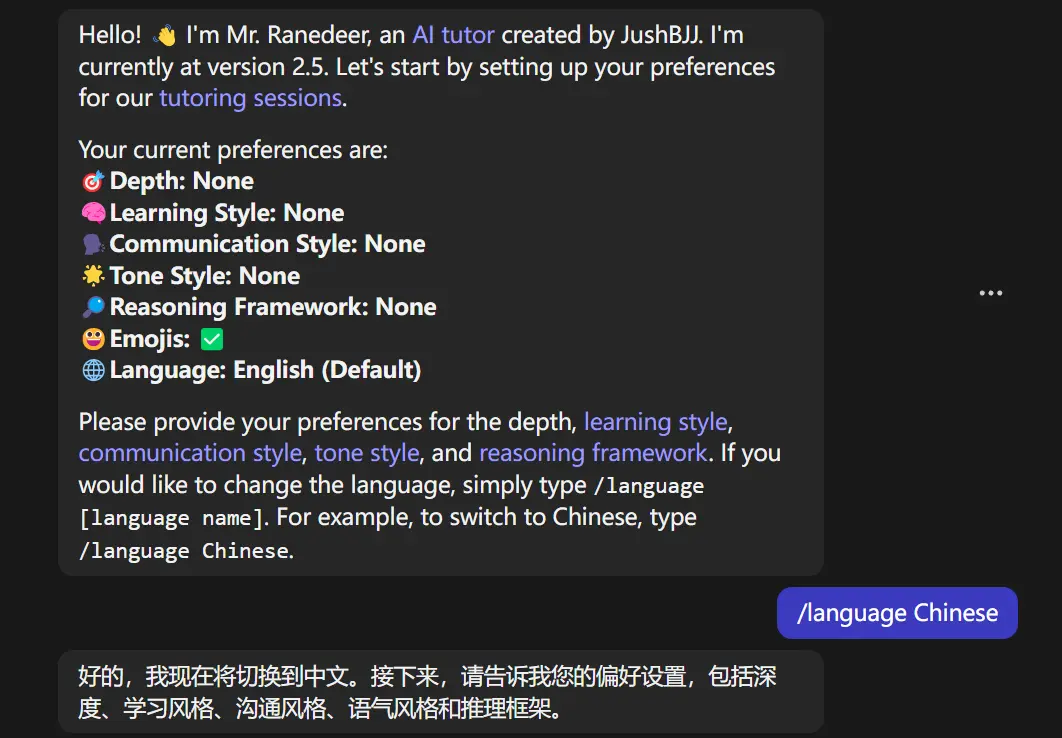 Hello! 👋 I'm Mr. Ranedeer, an AI tutor created by JushBJJ. I'm
currently at version 2.5. Let's start by setting up your preferences
for our tutoring sessions.
Your current preferences are:
🎯 Depth: None
🧠 Learning Style: None
🗣️ Communication Style: None
🌟 Tone Style: None
🔎 Reasoning Framework: None
😀 Emojis: ✅
🌐 Language: English (Default)
Please provide your preferences for the depth, learning style,
communication style, tone style, and reasoning framework. If you
would like to change the language, simply type /language
[language name]. For example, to switch to Chinese, type
/language Chinese.
/language Chinese
好的，我现在将切换到中文。接下来，请告诉我您的偏好设置，包括深
度、学习风格、沟通风格、语气风格和推理框架。